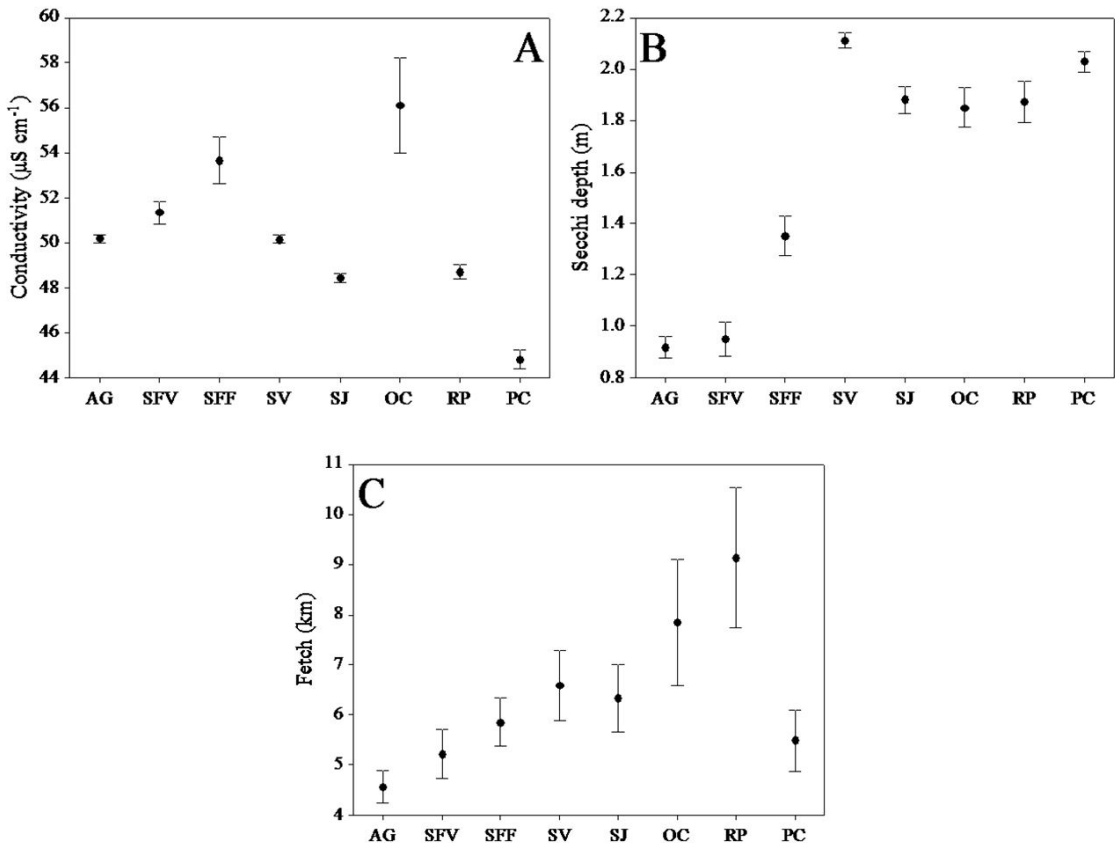 A
Conductivity (µS cm⁻¹)
60
58
56
54
52
50
48
46
44
AG SFV SFF SV SJ OC RP PC
B
Secchi depth (m)
2.2
2.0
1.8
1.6
1.4
1.2
1.0
0.8
AG SFV SFF SV SJ OC RP PC
C
Fetch (km)
11
10
9
8
7
6
5
4
AG SFV SFF SV SJ OC RP PC